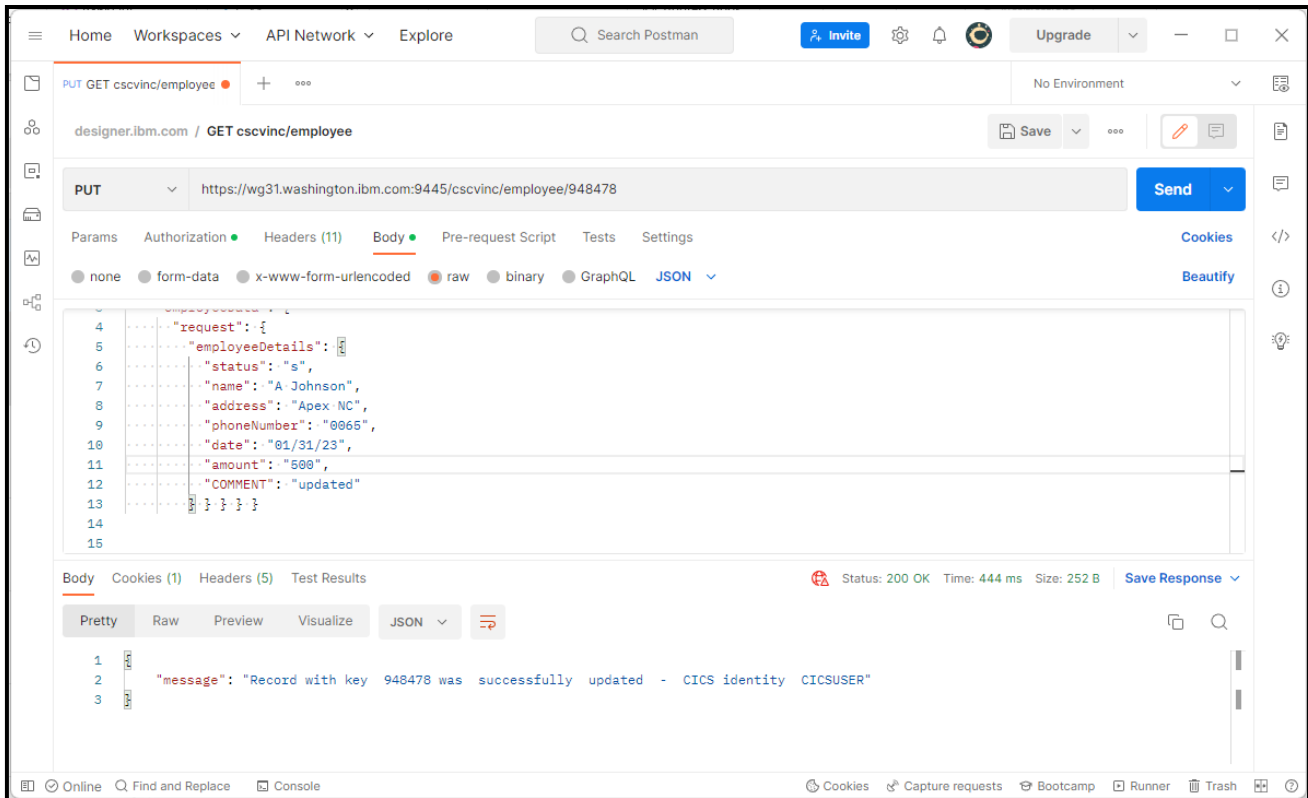 Home Workspaces API Network Explore Search Postman Invite Upgrade
PUT GET cscvinc/employee No Environment
designer.ibm.com / GET cscvinc/employee Save
PUT https://wg31.washington.ibm.com:9445/cscvinc/employee/948478 Send
Params Authorization Headers (11) Body Pre-request Script Tests Settings Cookies
none form-data x-www-form-urlencoded raw binary GraphQL JSON Beautify
4 "request": {
5 "employeeDetails": {
6 "status": "s",
7 "name": "A Johnson",
8 "address": "Apex NC",
9 "phoneNumber": "0065",
10 "date": "01/31/23",
11 "amount": "500",
12 "COMMENT": "updated"
13 } } } } }
14
15
Body Cookies (1) Headers (5) Test Results Status: 200 OK Time: 444 ms Size: 252 B Save Response
Pretty Raw Preview Visualize JSON
1 {
2 "message": "Record with key 948478 was successfully updated - CICS identity CICSUSER"
3 }
Online Find and Replace Console Cookies Capture requests Bootcamp Runner Trash